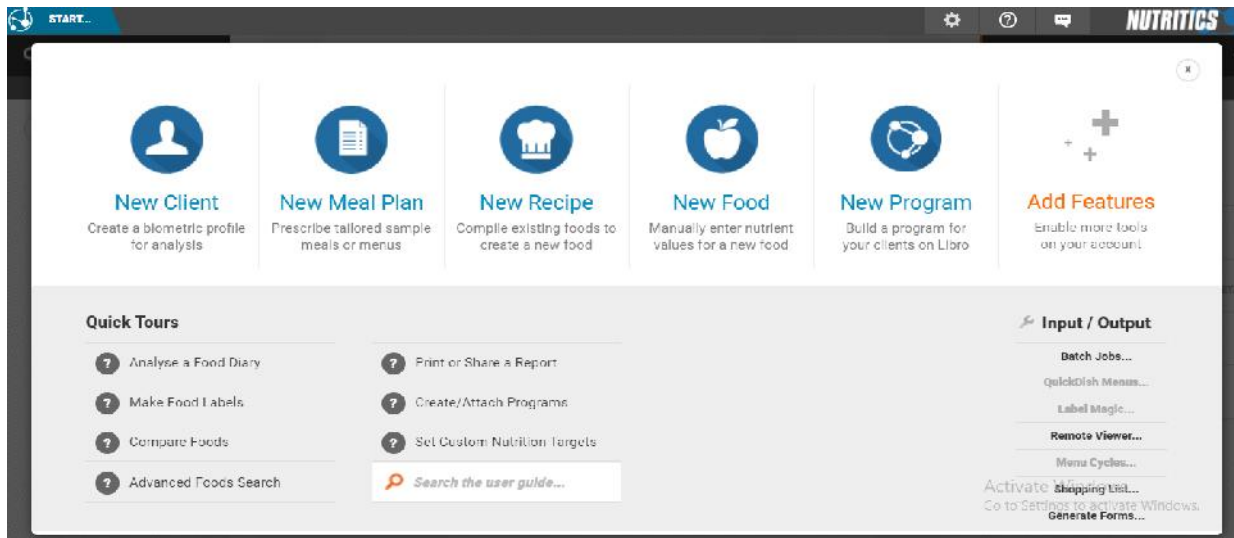 START...
NUTRITICS
x
New Client
Create a biometric profile
for analysis
New Meal Plan
Prescribe tailored sample
meals or menus
New Recipe
Compile existing foods to
create a new food
New Food
Manually enter nutrient
values for a new food
New Program
Build a program for
your clients on Libro
Add Features
Enable more tools
on your account
Quick Tours
? Analyse a Food Diary
? Make Food Labels
? Compare Foods
? Advanced Foods Search
? Print or Share a Report
? Create/Attach Programs
? Set Custom Nutrition Targets
Search the user guide...
Input / Output
Batch Jobs...
QuickDish Menus...
Label Magic...
Remote Viewer...
Menu Cycles...
Shopping List...
Generate Forms...
Activate Windows
Go to Settings to activate Windows.